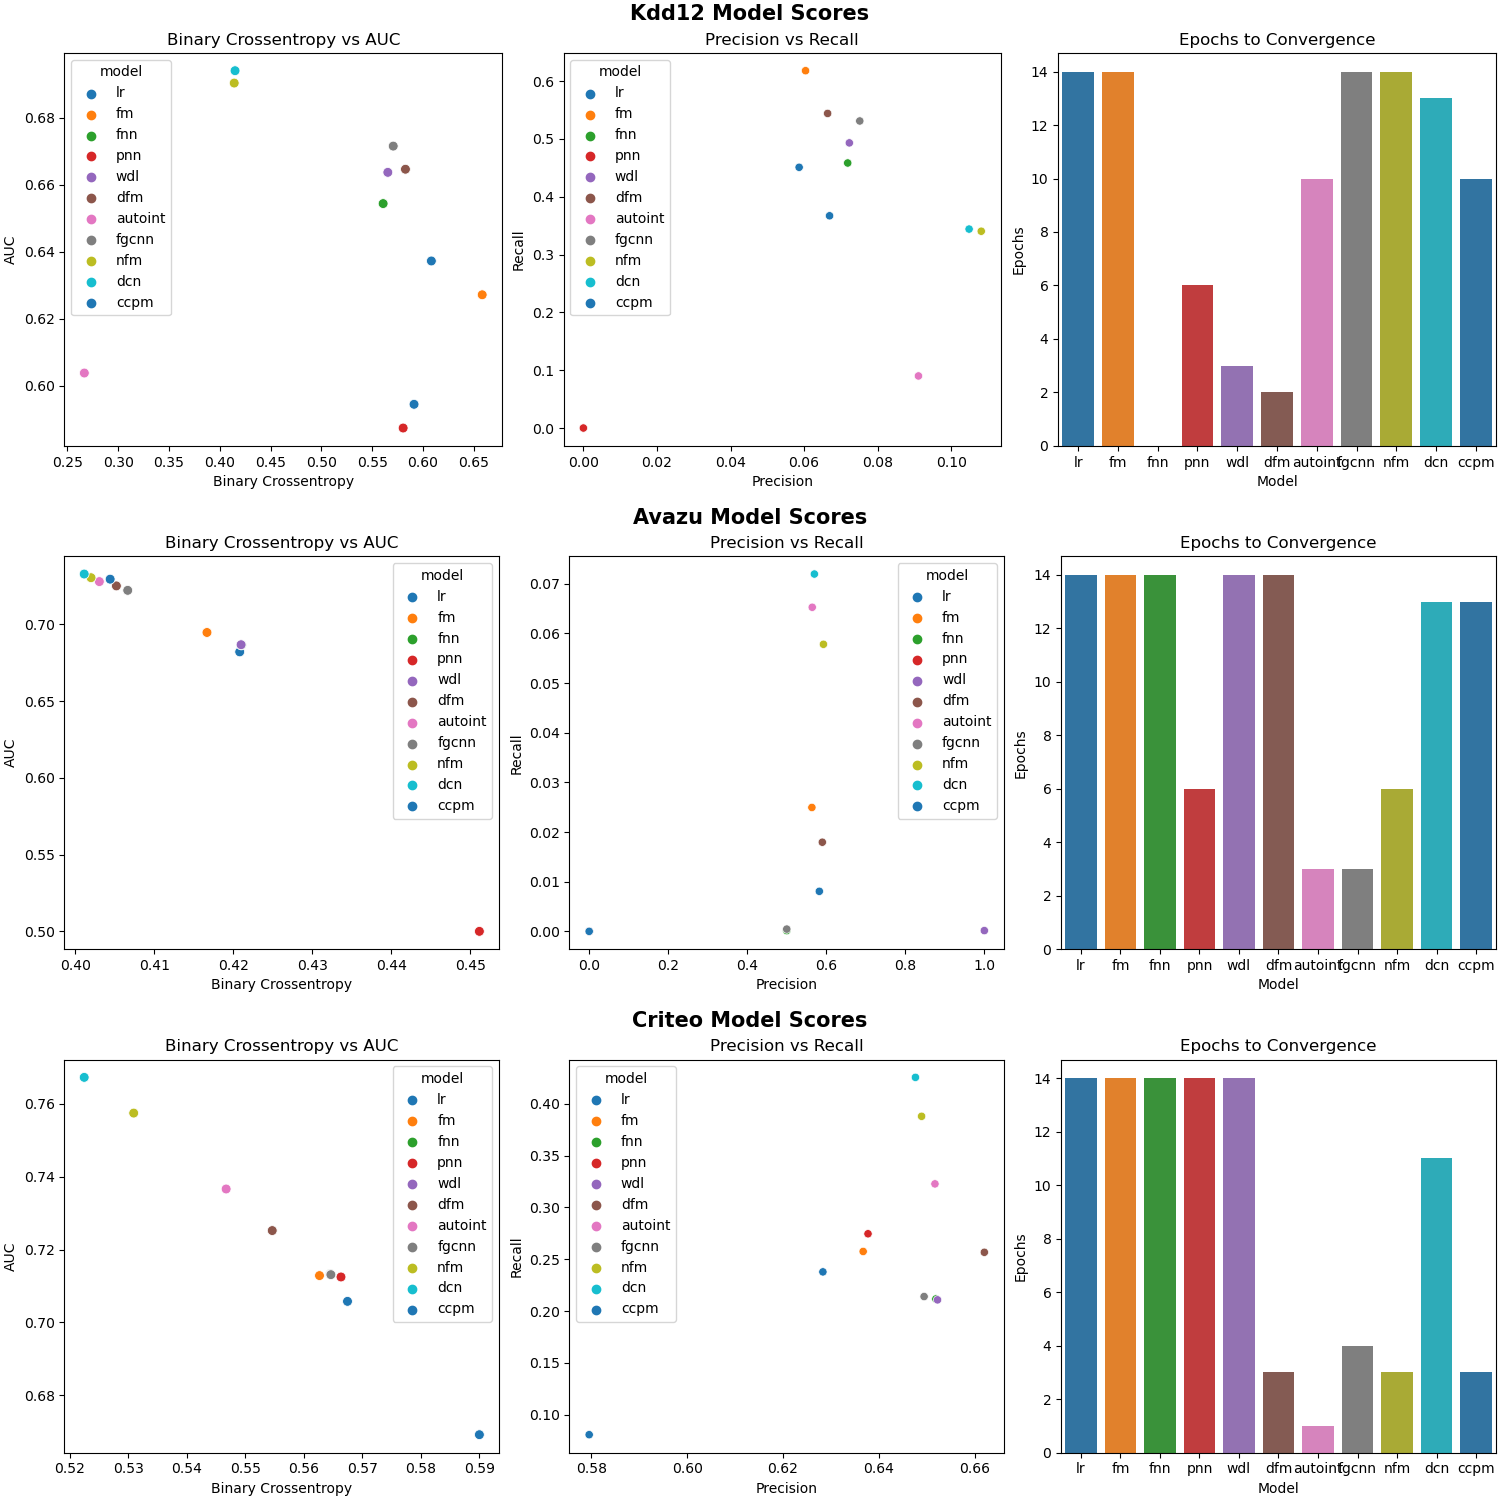 Kdd12 Model Scores
Binary Crossentropy vs AUC
AUC
0.68
0.66
0.64
0.62
0.60
model
lr
fm
fnn
pnn
wdl
dfm
autoint
fgcnn
nfm
dcn
ccpm
0.25 0.30 0.35 0.40 0.45 0.50 0.55 0.60 0.65
Binary Crossentropy
Precision vs Recall
Recall
0.6
0.5
0.4
0.3
0.2
0.1
0.0
model
lr
fm
fnn
pnn
wdl
dfm
autoint
fgcnn
nfm
dcn
ccpm
0.00 0.02 0.04 0.06 0.08 0.10
Precision
Epochs to Convergence
Epochs
14
12
10
8
6
4
2
0
lr fm fnn pnn wdl dfm autoint fgcnn nfm dcn ccpm
Model
Avazu Model Scores
Binary Crossentropy vs AUC
AUC
0.70
0.65
0.60
0.55
0.50
model
lr
fm
fnn
pnn
wdl
dfm
autoint
fgcnn
nfm
dcn
ccpm
0.40 0.41 0.42 0.43 0.44 0.45
Binary Crossentropy
Precision vs Recall
Recall
0.07
0.06
0.05
0.04
0.03
0.02
0.01
0.00
model
lr
fm
fnn
pnn
wdl
dfm
autoint
fgcnn
nfm
dcn
ccpm
0.0 0.2 0.4 0.6 0.8 1.0
Precision
Epochs to Convergence
Epochs
14
12
10
8
6
4
2
0
lr fm fnn pnn wdl dfm autoint fgcnn nfm dcn ccpm
Model
Criteo Model Scores
Binary Crossentropy vs AUC
AUC
0.76
0.74
0.72
0.70
0.68
model
lr
fm
fnn
pnn
wdl
dfm
autoint
fgcnn
nfm
dcn
ccpm
0.52 0.53 0.54 0.55 0.56 0.57 0.58 0.59
Binary Crossentropy
Precision vs Recall
Recall
0.40
0.35
0.30
0.25
0.20
0.15
0.10
model
lr
fm
fnn
pnn
wdl
dfm
autoint
fgcnn
nfm
dcn
ccpm
0.58 0.60 0.62 0.64 0.66
Precision
Epochs to Convergence
Epochs
14
12
10
8
6
4
2
0
lr fm fnn pnn wdl dfm autoint fgcnn nfm dcn ccpm
Model